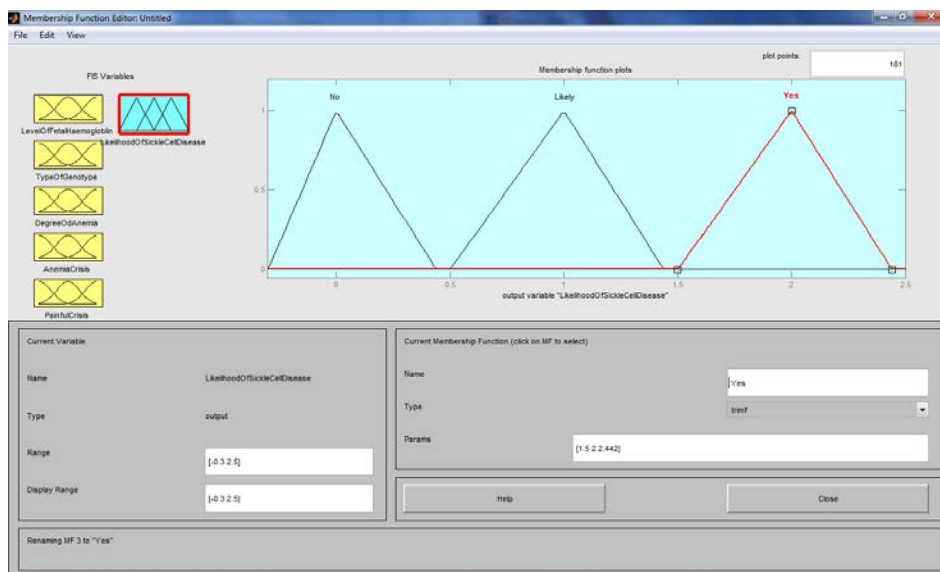 Membership Function Editor: Untitled
File Edit View
FIS Variables
LevelOfFetalHaemogloblin
LikelihoodOfSickleCellDisease
TypeOfGenotype
DegreeOdAnemia
AnemiaCrisis
PainfulCrisis
plot points:
181
Membership function plots
No
Likely
Yes
1
0.5
0
0 0.5 1 1.5 2 2.5
output variable "LikelihoodOfSickleCellDisease"
Current Variable
Name LikelihoodOfSickleCellDisease
Type output
Range [-0.3 2.5]
Display Range [-0.3 2.5]
Current Membership Function (click on MF to select)
Name Yes
Type trimf
Params [1.5 2 2.442]
Help Close
Renaming MF 3 to "Yes"